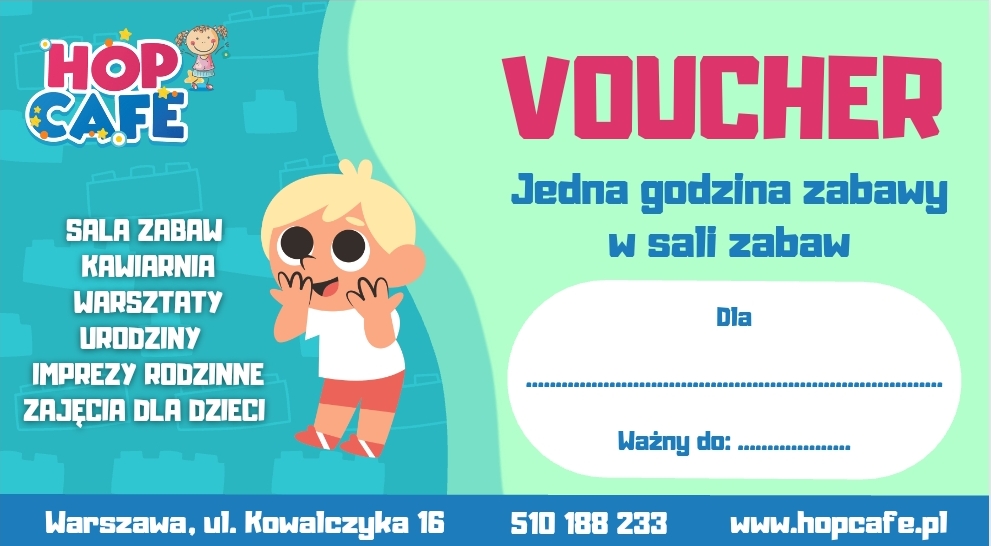 HOP
CAFE
SALA ZABAW
KAWIARNIA
WARSZTATY
URODZINY
IMPREZY RODZINNE
ZAJĘCIA DLA DZIECI
VOUCHER
Jedna godzina zabawy
w sali zabaw
Dla
......................................................................
Ważny do: ...................
Warszawa, ul. Kowalczyka 16
510 188 233
www.hopcafe.pl